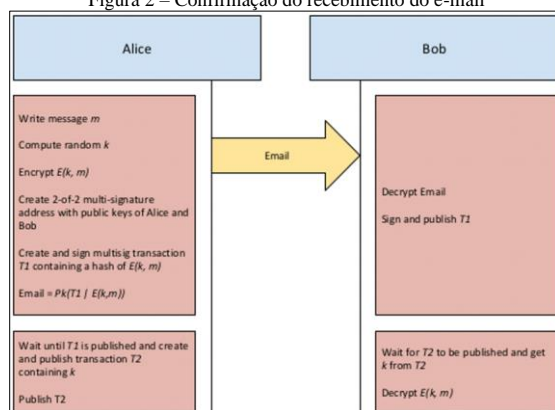 Figura 2 – Confirmação do recebimento do e-mail
Alice
Bob
Write message m
Compute random k
Encrypt E(k, m)
Create 2-of-2 multi-signature
address with public keys of Alice and
Bob
Create and sign multisig transaction
T1 containing a hash of E(k, m)
Email = Pk(T1 | E(k,m))
Email
Decrypt Email
Sign and publish T1
Wait until T1 is published and create
and publish transaction T2
containing k
Publish T2
Wait for T2 to be published and get
k from T2
Decrypt E(k, m)